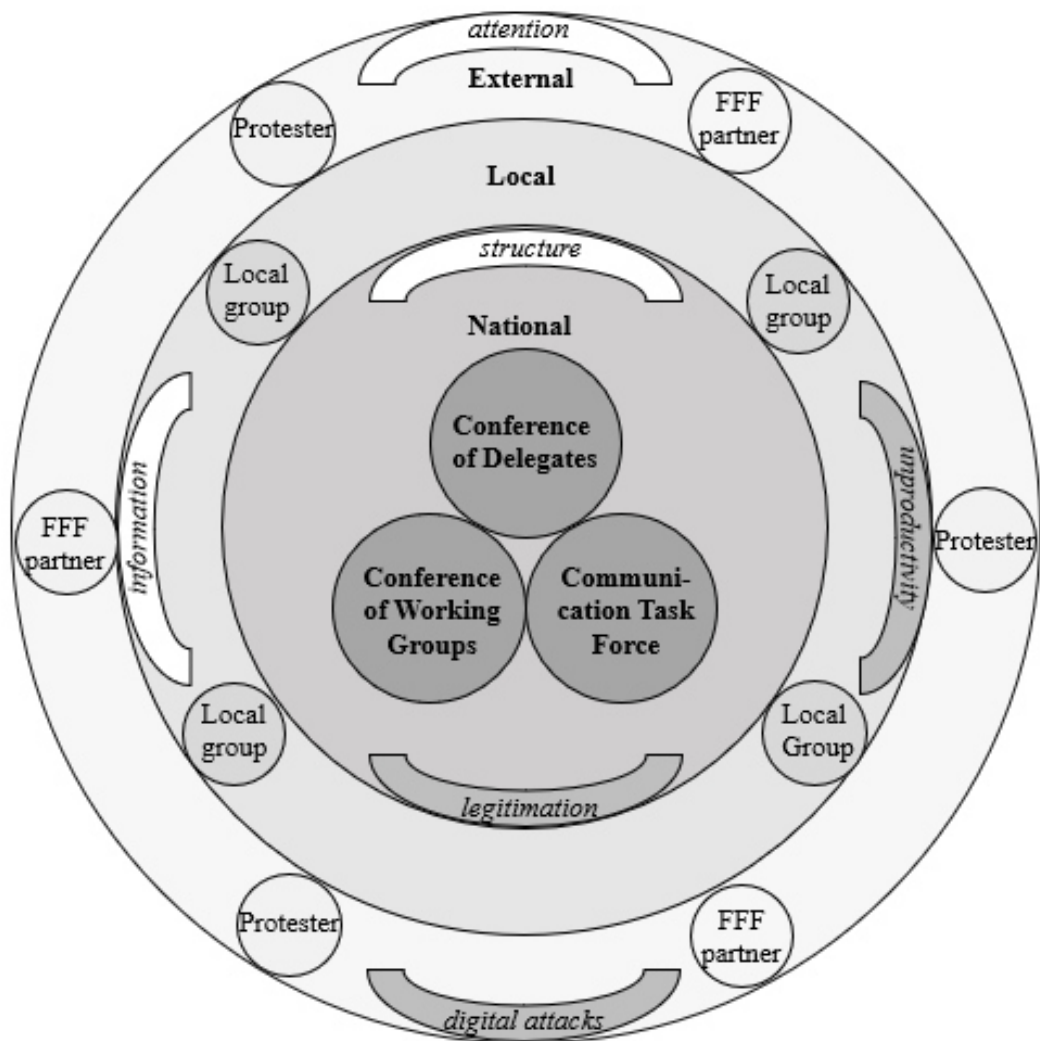 attention
External
Protester
FFF
partner
Local
Local
group
structure
Local
group
National
Conference
of Delegates
information
unproductivity
FFF
partner
Protester
Conference
of Working
Groups
Communi-
cation Task
Force
Local
group
Local
Group
legitimation
Protester
FFF
partner
digital attacks